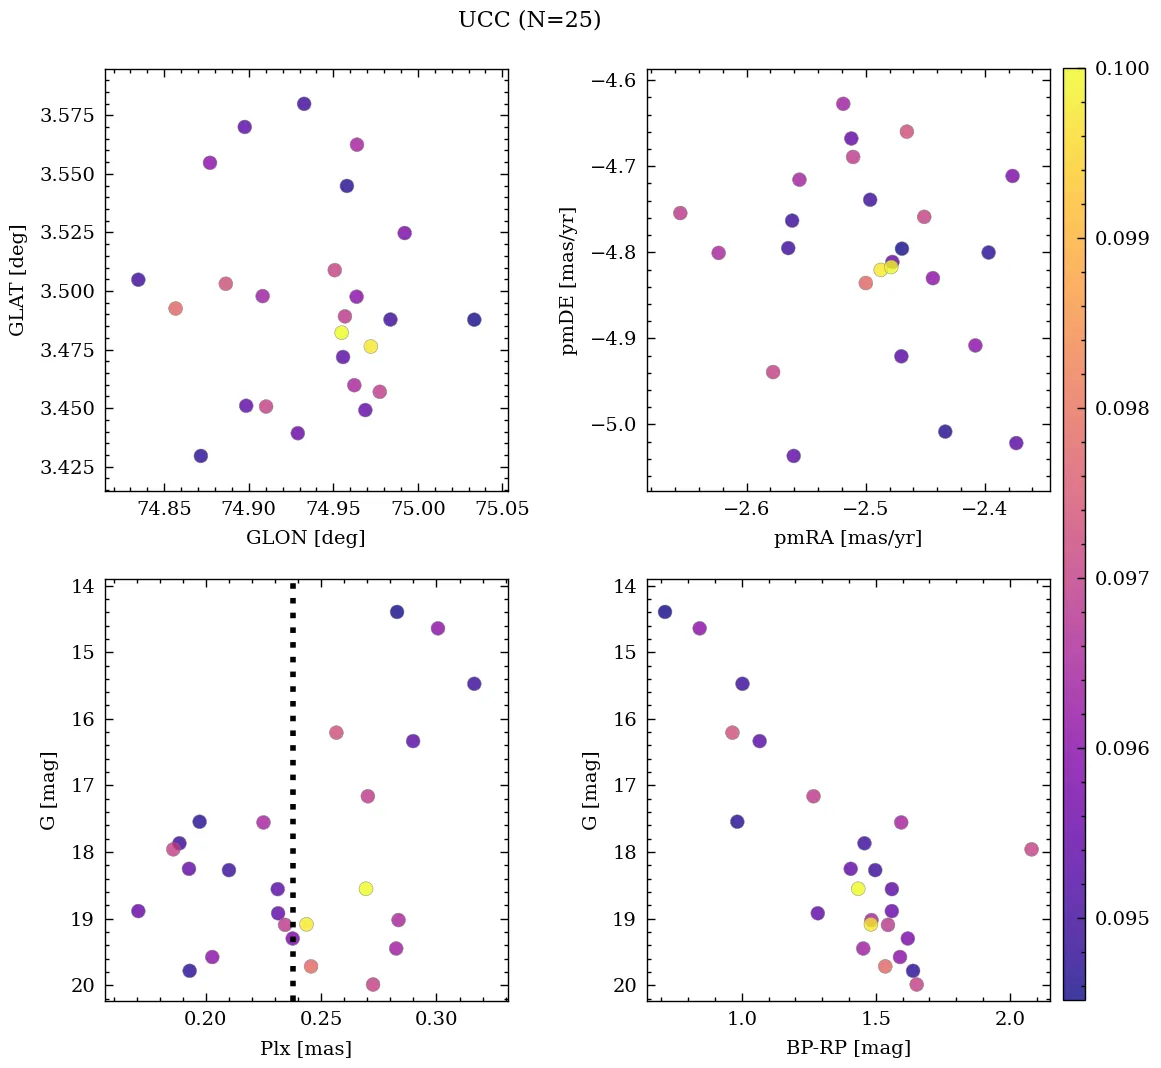 UCC (N=25)
3.575
3.550
3.525
3.500
3.475
3.450
3.425
GLAT [deg]
74.85 74.90 74.95 75.00 75.05
GLON [deg]
−4.6
−4.7
−4.8
−4.9
−5.0
pmDE [mas/yr]
−2.6 −2.5 −2.4
pmRA [mas/yr]
0.100
0.099
0.098
0.097
0.096
0.095
14
15
16
17
18
19
20
G [mag]
0.20 0.25 0.30
Plx [mas]
14
15
16
17
18
19
20
G [mag]
1.0 1.5 2.0
BP-RP [mag]